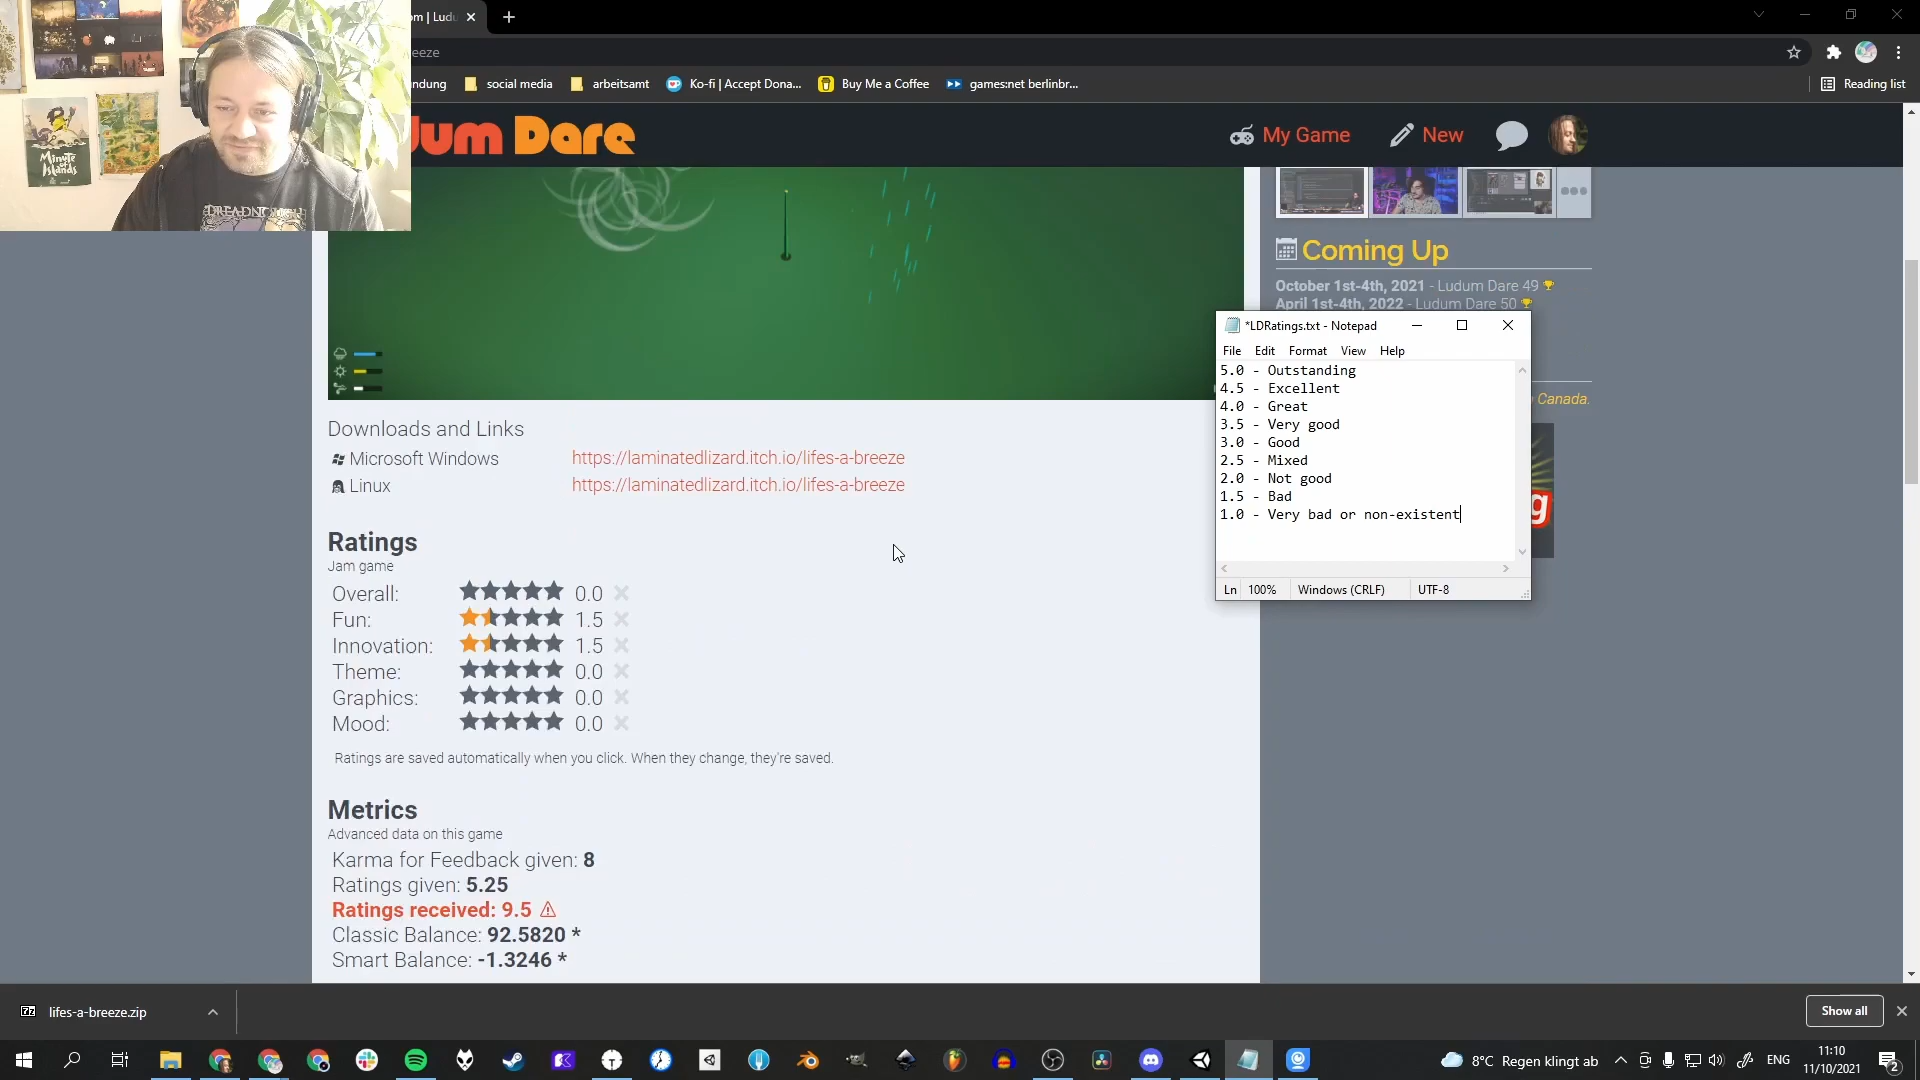 om | Ludu
eeze
ndung
social media
arbeitsamt
Ko-fi | Accept Dona...
Buy Me a Coffee
games:net berlinbr...
Reading list
Minute of Islands
DREADNOUGHT
dum Dare
My Game
New
Coming Up
October 1st-4th, 2021 - Ludum Dare 49
April 1st-4th, 2022 - Ludum Dare 50
Canada.
*LDRatings.txt - Notepad
File Edit Format View Help
5.0 - Outstanding
4.5 - Excellent
4.0 - Great
3.5 - Very good
3.0 - Good
2.5 - Mixed
2.0 - Not good
1.5 - Bad
1.0 - Very bad or non-existent
Ln 100% Windows (CRLF) UTF-8
Downloads and Links
Microsoft Windows https://laminatedlizard.itch.io/lifes-a-breeze
Linux https://laminatedlizard.itch.io/lifes-a-breeze
Ratings
Jam game
Overall: 0.0
Fun: 1.5
Innovation: 1.5
Theme: 0.0
Graphics: 0.0
Mood: 0.0
Ratings are saved automatically when you click. When they change, they're saved.
Metrics
Advanced data on this game
Karma for Feedback given: 8
Ratings given: 5.25
Ratings received: 9.5
Classic Balance: 92.5820 *
Smart Balance: -1.3246 *
lifes-a-breeze.zip
Show all
8°C Regen klingt ab
ENG
11:10
11/10/2021
2